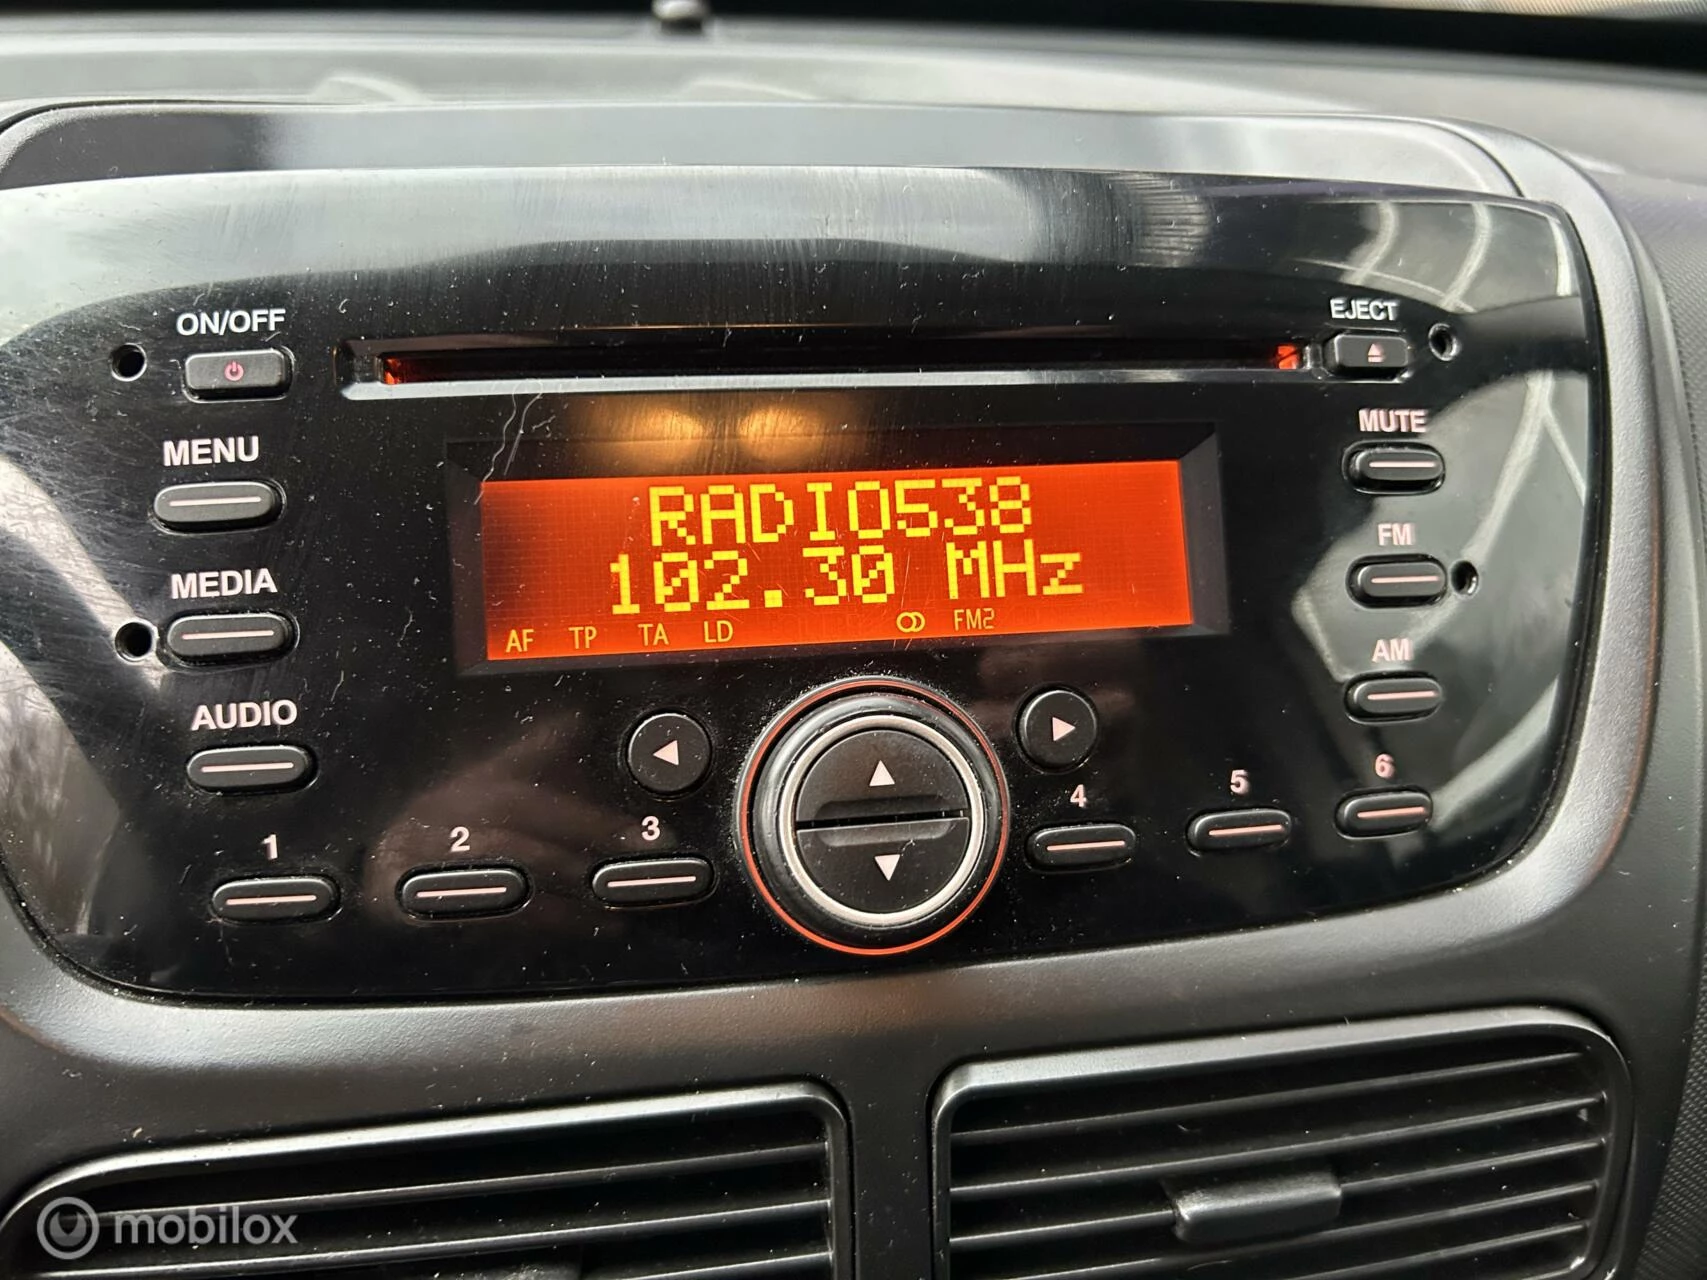 ON/OFF
EJECT
MENU
MUTE
RADIO538
102.30 MHz
AF TP TA LD FM2
FM
MEDIA
AM
AUDIO
1 2 3 4 5 6
mobilox